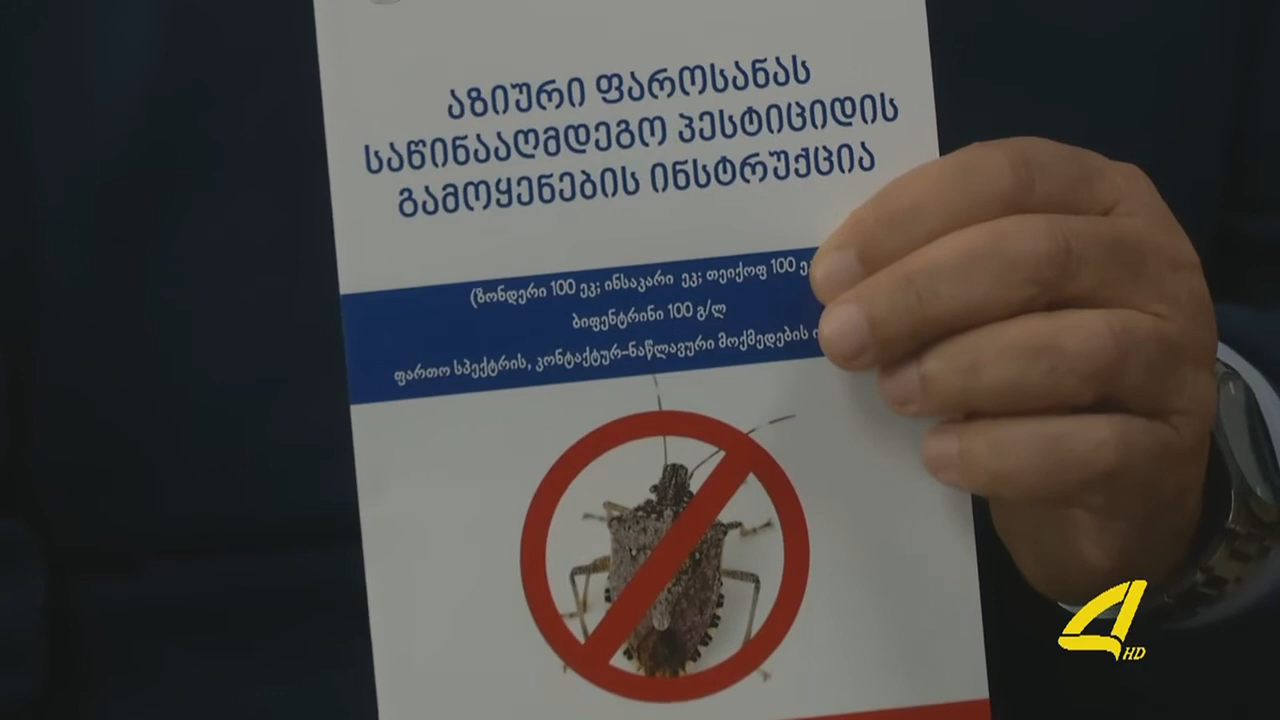 აზიური ფაროსანას
საწინააღმდეგო პესტიციდის
გამოყენების ინსტრუქცია
(ზონდერი 100 ეკ; ინსაკარი ეკ; თეიქოფ 100
ბიფენტრინი 100 გ/ლ
ფართო სპექტრის, კონტაქტურ-ნაწლავური მოქმედების
HD